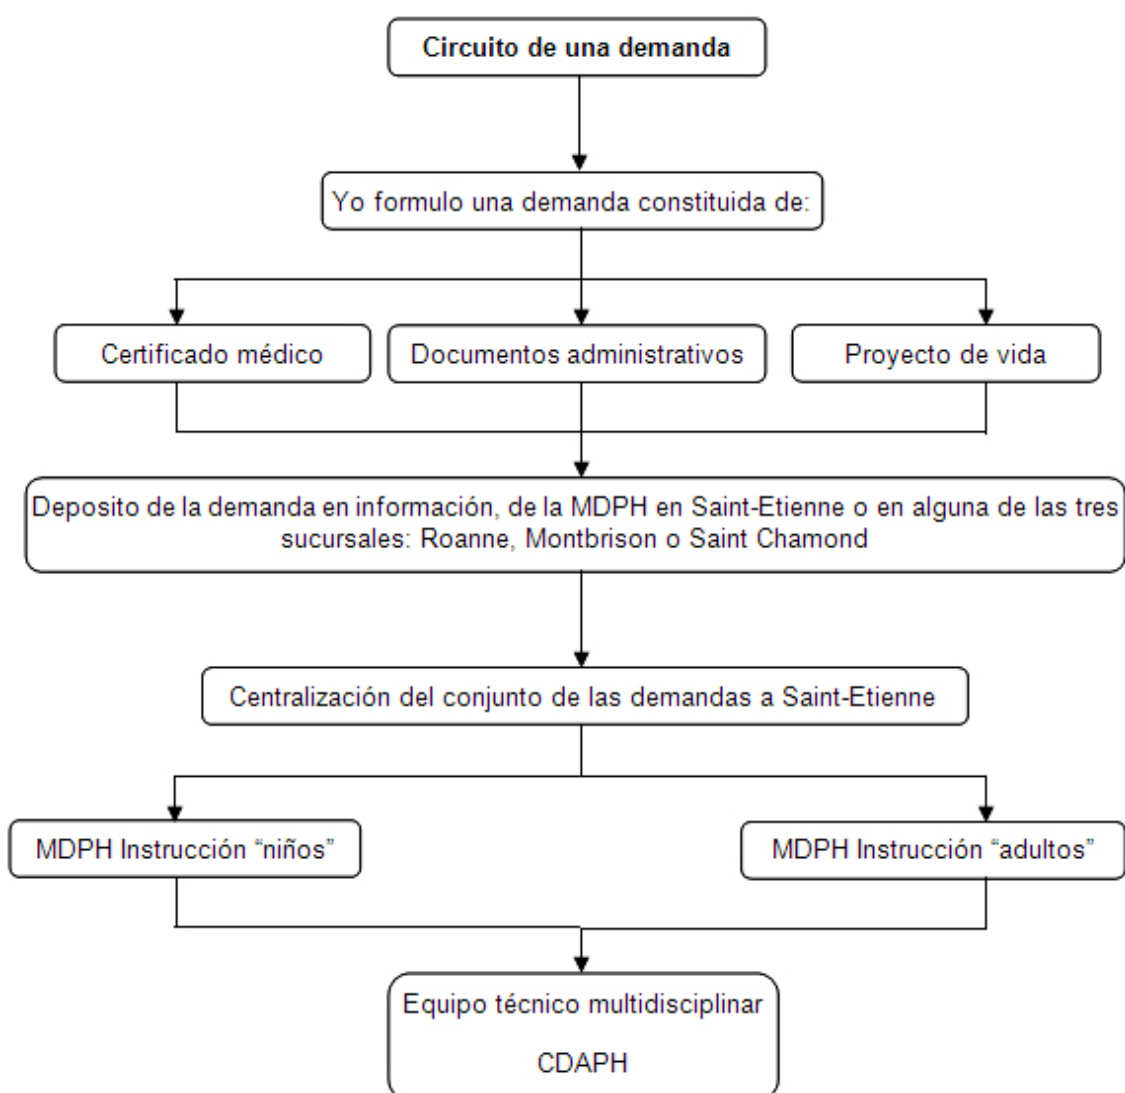 Circuito de una demanda
Yo formulo una demanda constituida de:
Certificado médico
Documentos administrativos
Proyecto de vida
Deposito de la demanda en información, de la MDPH en Saint-Etienne o en alguna de las tres
sucursales: Roanne, Montbrison o Saint Chamond
Centralización del conjunto de las demandas a Saint-Etienne
MDPH Instrucción “niños”
MDPH Instrucción “adultos”
Equipo técnico multidisciplinar
CDAPH